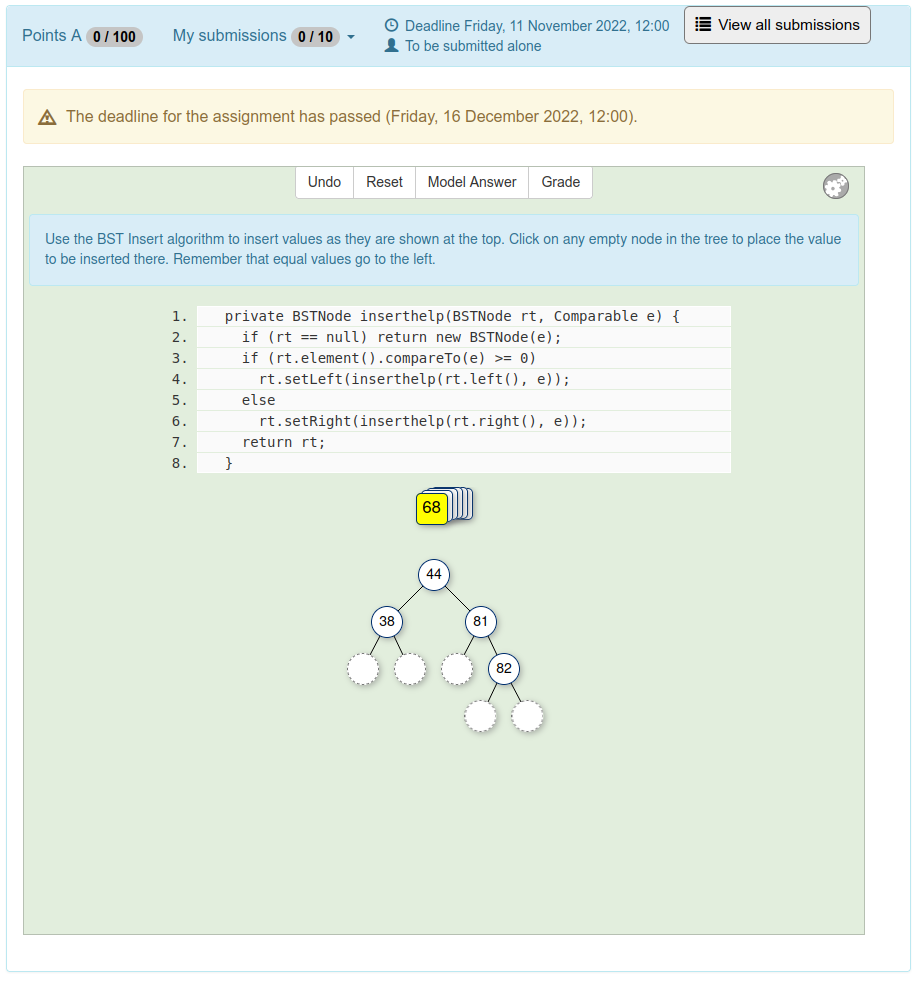 Points A 0 / 100 My submissions 0 / 10 Deadline Friday, 11 November 2022, 12:00 View all submissions
To be submitted alone
The deadline for the assignment has passed (Friday, 16 December 2022, 12:00).
Undo Reset Model Answer Grade
Use the BST Insert algorithm to insert values as they are shown at the top. Click on any empty node in the tree to place the value
to be inserted there. Remember that equal values go to the left.
1. private BSTNode inserthelp(BSTNode rt, Comparable e) {
2. if (rt == null) return new BSTNode(e);
3. if (rt.element().compareTo(e) >= 0)
4. rt.setLeft(inserthelp(rt.left(), e));
5. else
6. rt.setRight(inserthelp(rt.right(), e));
7. return rt;
8. }
68
44
38 81
82